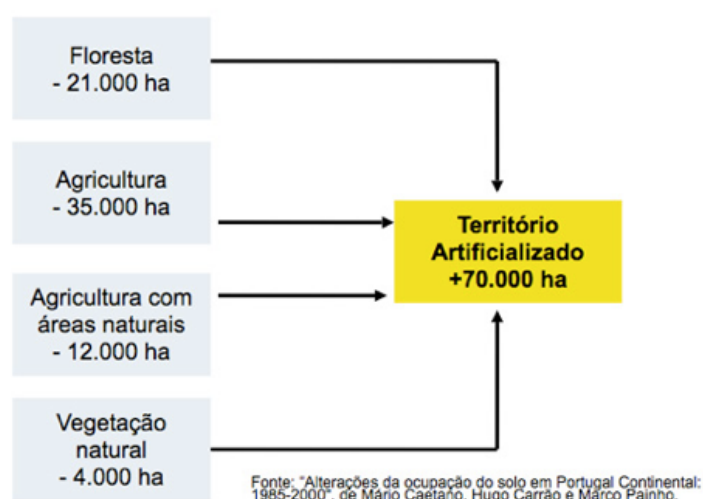 Floresta
- 21.000 ha
Agricultura
- 35.000 ha
Agricultura com
áreas naturais
- 12.000 ha
Vegetação
natural
- 4.000 ha
Território
Artificializado
+70.000 ha
Fonte: "Alterações da ocupação do solo em Portugal Continental:
1985-2000", de Mário Caetano, Hugo Carrão e Marco Painho.